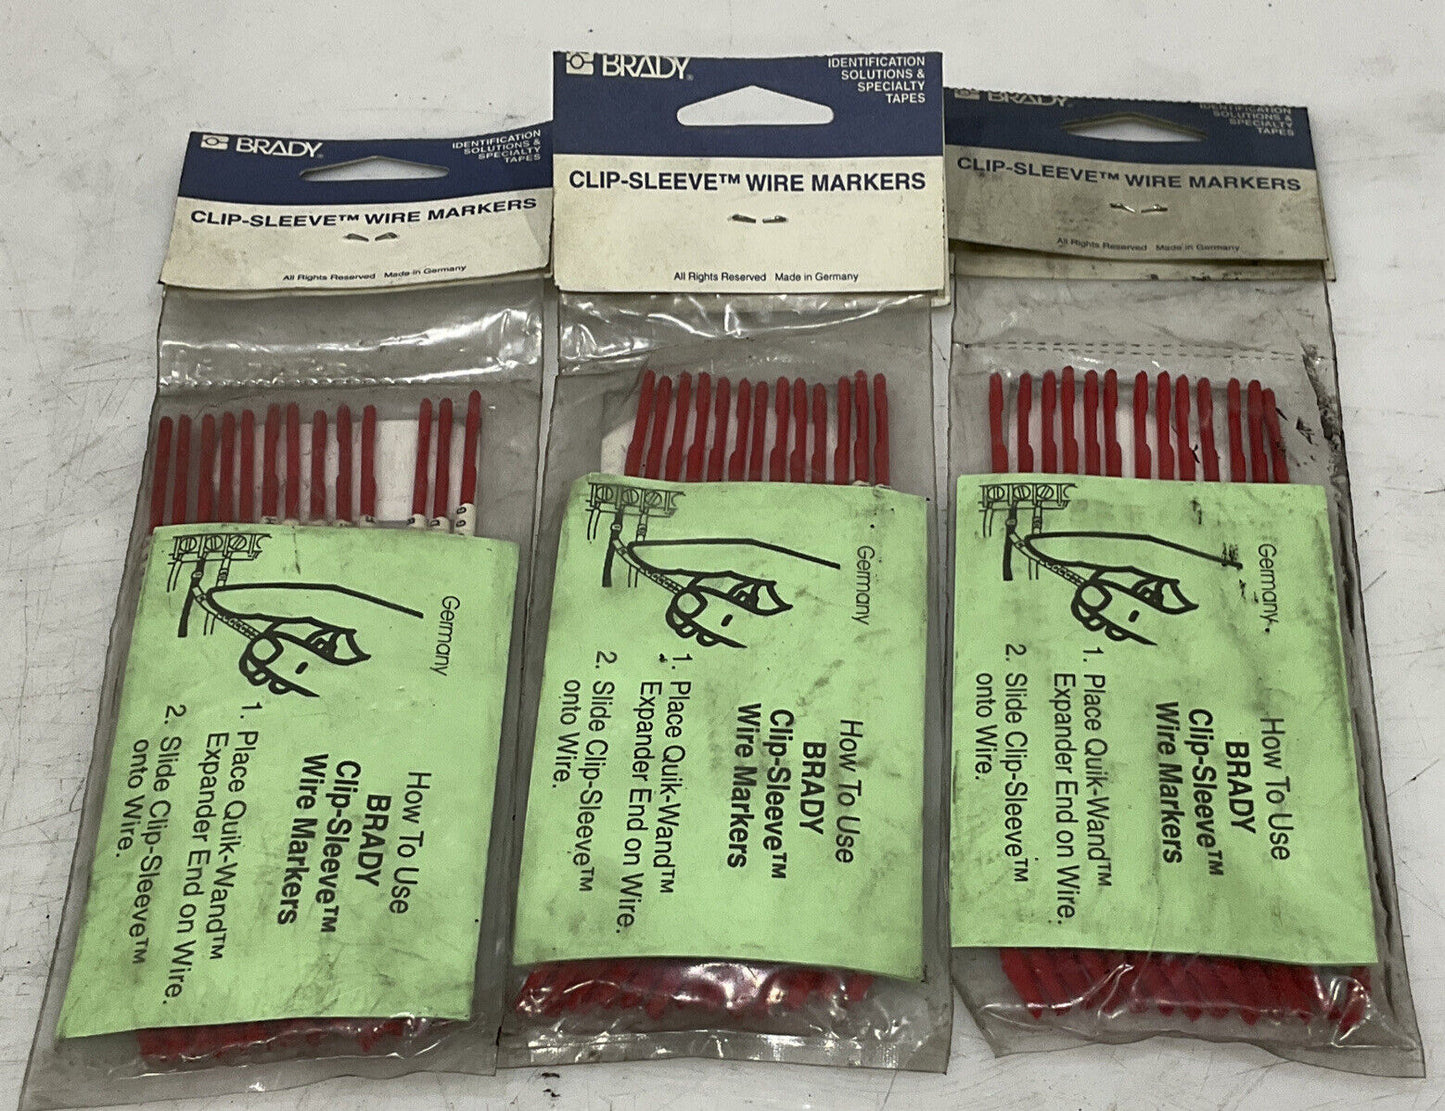 BRADY®
IDENTIFICATION
SOLUTIONS &
SPECIALTY
TAPES
CLIP-SLEEVE™ WIRE MARKERS
All Rights Reserved Made in Germany
Germany
How To Use
BRADY
Clip-Sleeve™
Wire Markers
1. Place Quik-Wand™
Expander End on Wire.
2. Slide Clip-Sleeve™
onto Wire.
BRADY®
IDENTIFICATION
SOLUTIONS &
SPECIALTY
TAPES
CLIP-SLEEVE™ WIRE MARKERS
All Rights Reserved Made in Germany
Germany
How To Use
BRADY
Clip-Sleeve™
Wire Markers
1. Place Quik-Wand™
Expander End on Wire.
2. Slide Clip-Sleeve™
onto Wire.
BRADY®
IDENTIFICATION
SOLUTIONS &
SPECIALTY
TAPES
CLIP-SLEEVE™ WIRE MARKERS
All Rights Reserved Made in Germany
Germany
How To Use
BRADY
Clip-Sleeve™
Wire Markers
1. Place Quik-Wand™
Expander End on Wire.
2. Slide Clip-Sleeve™
onto Wire.